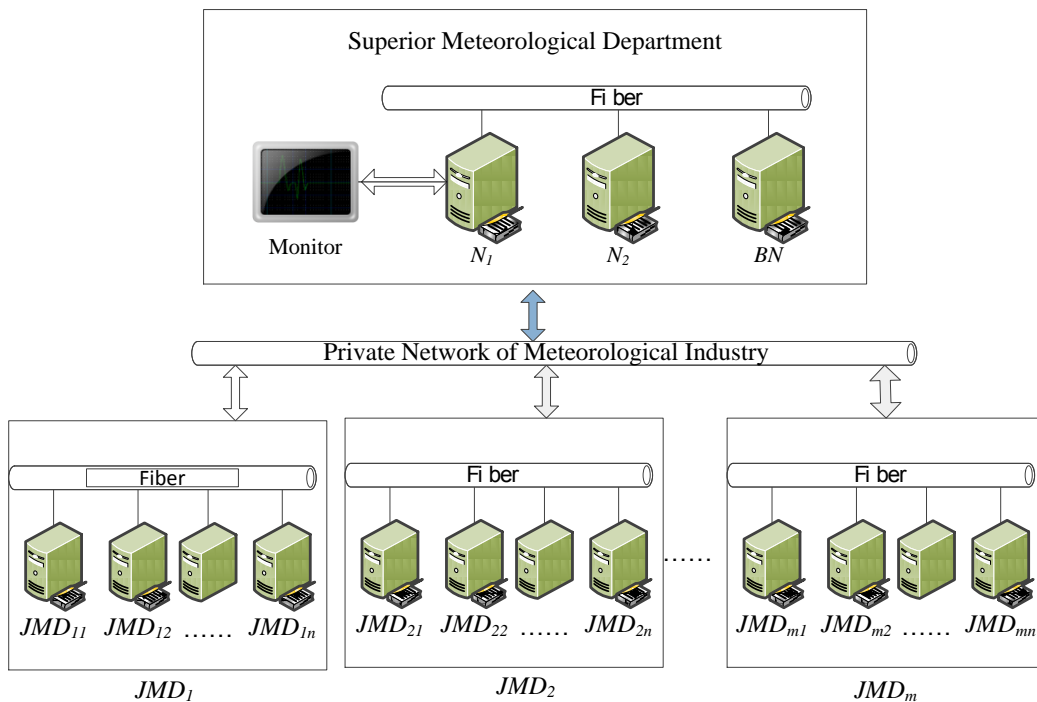 Superior Meteorological Department
Fi ber
Monitor
N1
N2
BN
Private Network of Meteorological Industry
Fiber
Fi ber
Fi ber
......
JMD11 JMD12 ...... JMD1n
JMD21 JMD22 ...... JMD2n
JMDm1 JMDm2 ...... JMDmn
JMD1
JMD2
JMDm